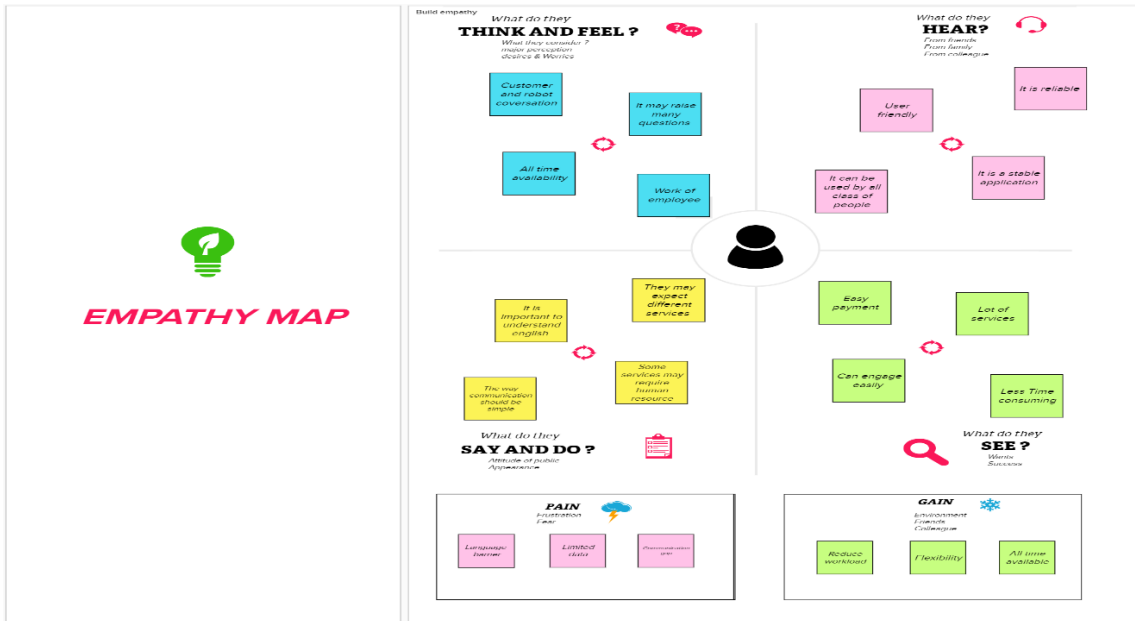 EMPATHY MAP
Build empathy
What do they
THINK AND FEEL ?
What they consider ?
major perception
desires & Worries
Customer
and robot
coversation
It may raise
many
questions
All time
availability
Work of
employee
What do they
HEAR?
From friends
From family
From colleague
It is reliable
User
friendly
It is a stable
application
It can be
used by all
class of
people
It is
Important to
understand
english
They may
expect
different
services
The way
communication
should be
simple
Some
services may
require
human
resource
What do they
SAY AND DO ?
Attitude of public
Appearance
Easy
payment
Lot of
services
Can engage
easily
Less Time
consuming
What do they
SEE ?
Wants
Success
PAIN
Frustration
Fear
Language
barrier
Limited
data
GAIN
Environment
Friends
Colleague
Reduce
workload
Flexibility
All time
available